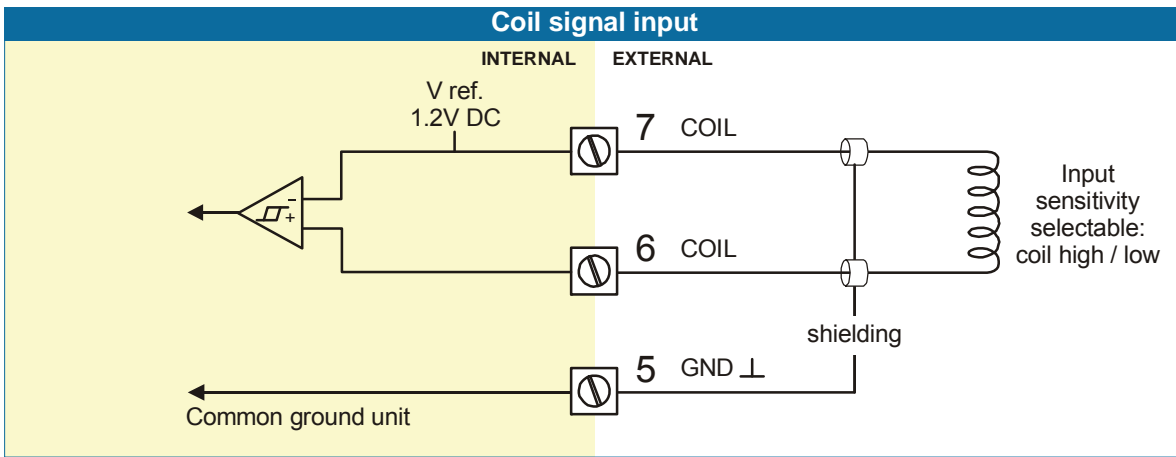 Coil signal input
INTERNAL EXTERNAL
V ref.
1.2V DC
7 COIL
-
+
Input
sensitivity
selectable:
coil high / low
6 COIL
shielding
5 GND ⊥
Common ground unit